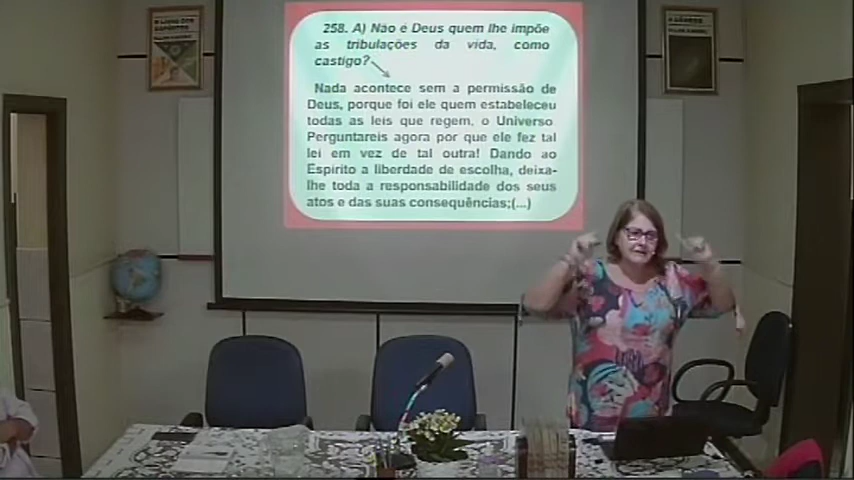 O LIVRO DOS
ESPÍRITOS
258. A) Não é Deus quem lhe impõe
as tribulações da vida, como
castigo?
Nada acontece sem a permissão de
Deus, porque foi ele quem estabeleceu
todas as leis que regem, o Universo.
Perguntareis agora por que ele fez tal
lei em vez de tal outra! Dando ao
Espírito a liberdade de escolha, deixa-
lhe toda a responsabilidade dos seus
atos e das suas consequências;(...)